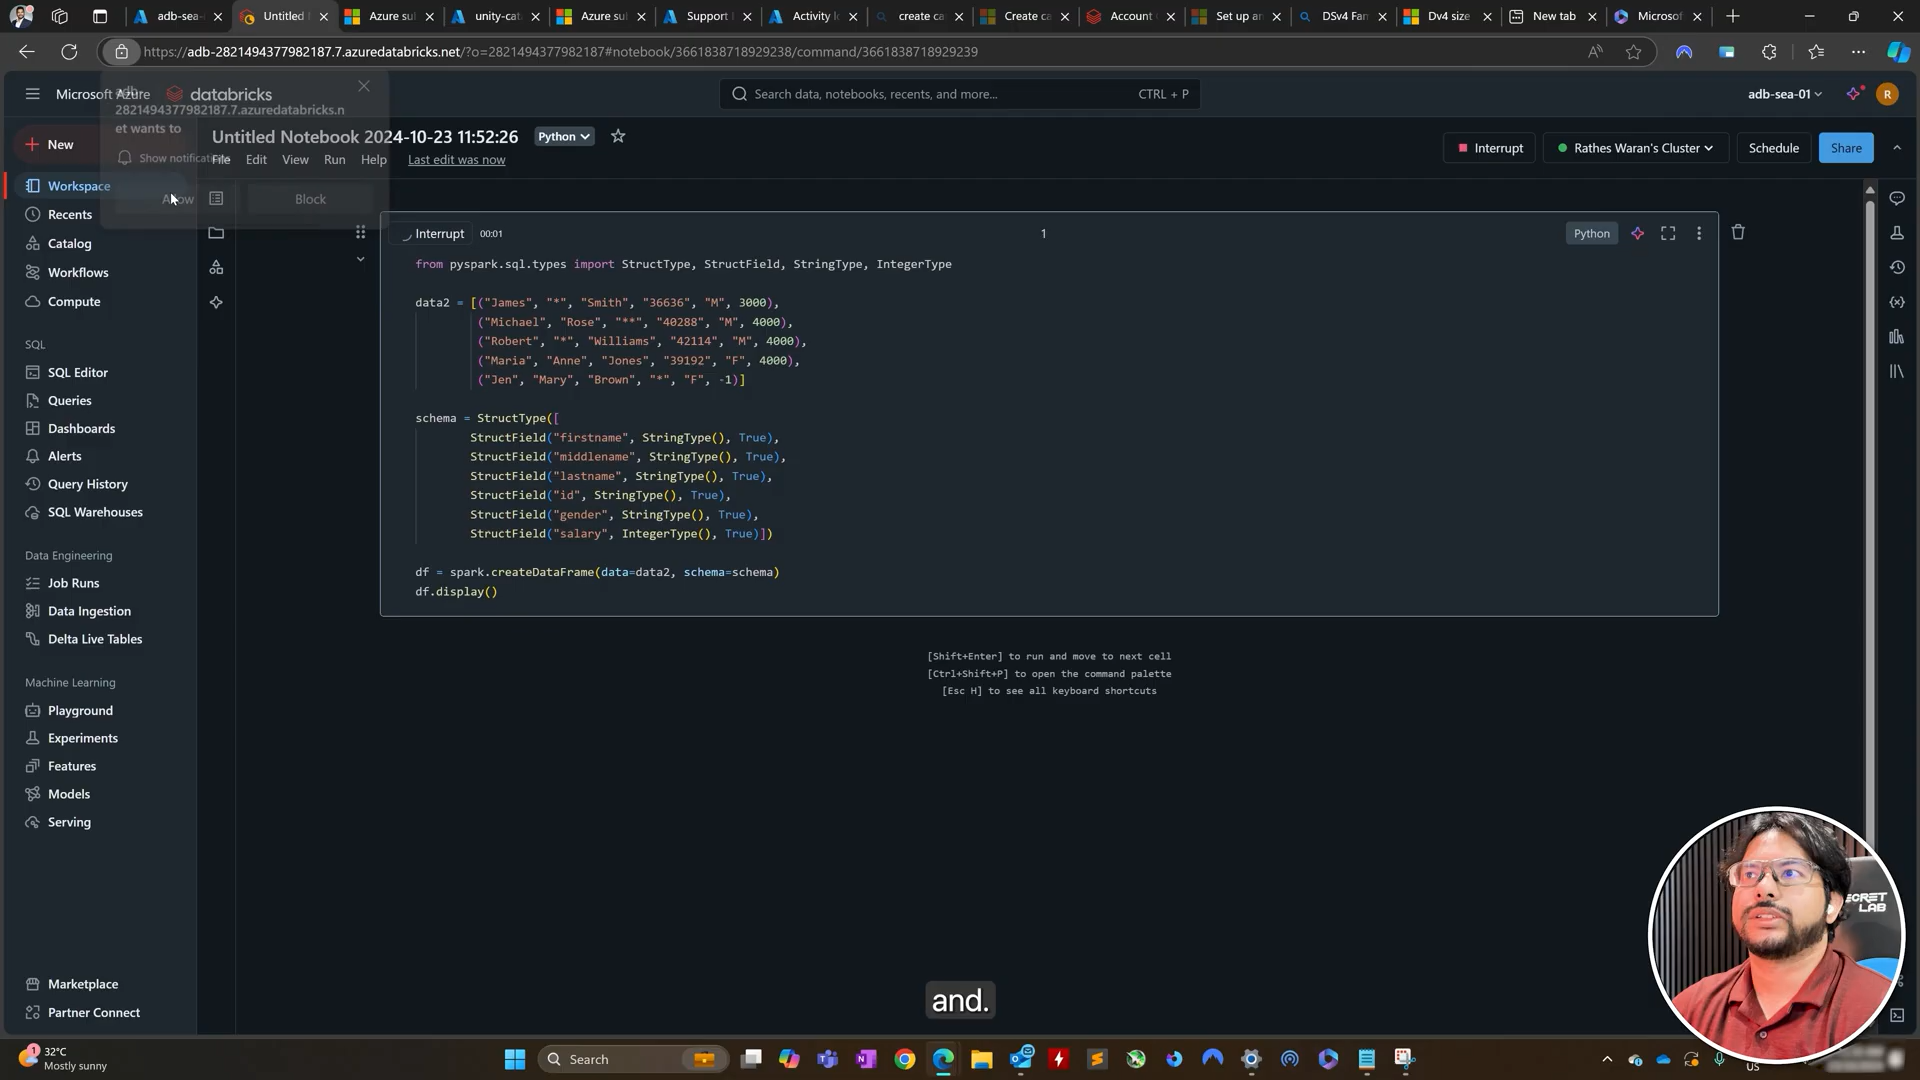 adb-sea-
Untitled
Azure su
unity-cat
Azure su
Support
Activity lo
create ca
Create ca
Account
Set up an
DSv4 Fan
Dv4 size
New tab
Microsof
https://adb-2821494377982187.7.azuredatabricks.net/?o=2821494377982187#notebook/3661838718929238/command/3661838718929239
Microsoft Azure
databricks
Search data, notebooks, recents, and more...
CTRL + P
adb-sea-01
R
adb-
2821494377982187.7.azuredatabricks.n
et wants to
Show notifications
Allow
Block
New
Untitled Notebook 2024-10-23 11:52:26
Python
File Edit View Run Help
Last edit was now
Interrupt
Rathes Waran's Cluster
Schedule
Share
Workspace
Recents
Catalog
Workflows
Compute
SQL
SQL Editor
Queries
Dashboards
Alerts
Query History
SQL Warehouses
Data Engineering
Job Runs
Data Ingestion
Delta Live Tables
Machine Learning
Playground
Experiments
Features
Models
Serving
Marketplace
Partner Connect
Interrupt 00:01
1
Python
from pyspark.sql.types import StructType, StructField, StringType, IntegerType
data2 = [("James", "*", "Smith", "36636", "M", 3000),
("Michael", "Rose", "**", "40288", "M", 4000),
("Robert", "*", "Williams", "42114", "M", 4000),
("Maria", "Anne", "Jones", "39192", "F", 4000),
("Jen", "Mary", "Brown", "*", "F", -1)]
schema = StructType([
StructField("firstname", StringType(), True),
StructField("middlename", StringType(), True),
StructField("lastname", StringType(), True),
StructField("id", StringType(), True),
StructField("gender", StringType(), True),
StructField("salary", IntegerType(), True)])
df = spark.createDataFrame(data=data2, schema=schema)
df.display()
[Shift+Enter] to run and move to next cell
[Ctrl+Shift+P] to open the command palette
[Esc H] to see all keyboard shortcuts
ECRET
LAB
and.
1
32°C
Mostly sunny
Search
US